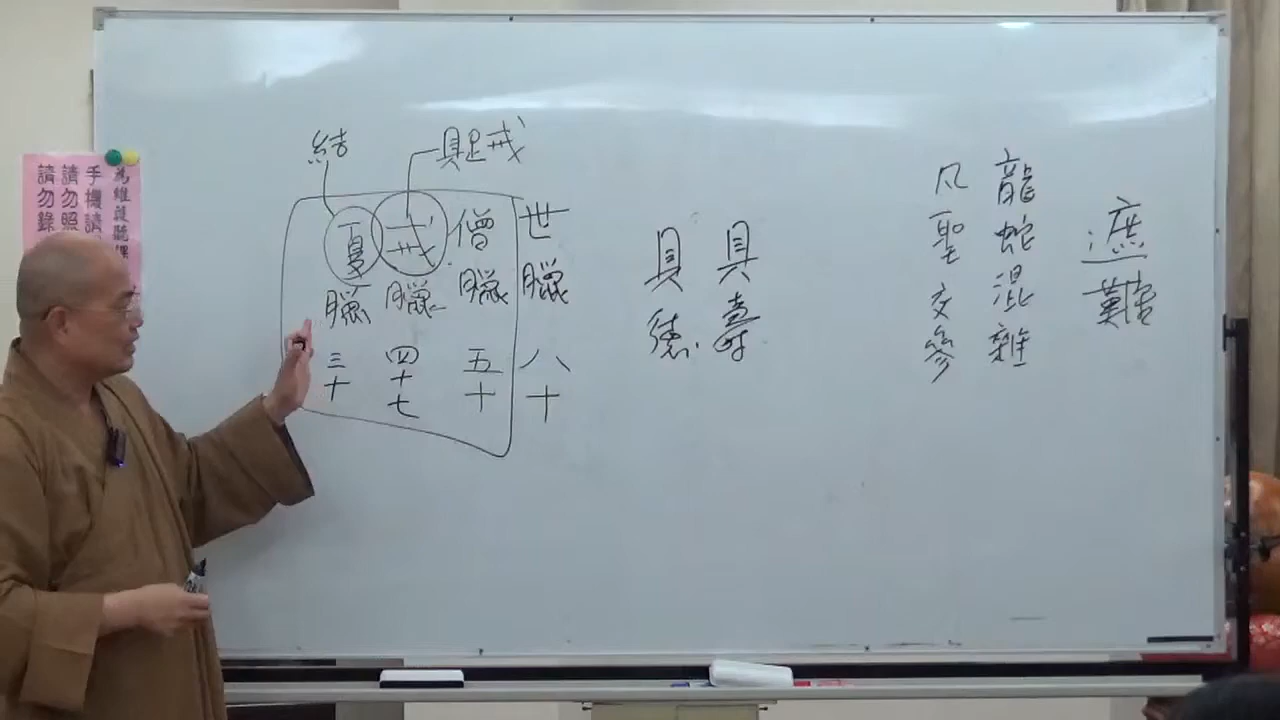 遮難
龍蛇混雜
凡聖交參
具壽
具德
世臘 八十
僧臘 五十
具足戒
戒臘 四十七
結
夏臘 三十
為維護聽課
手機請
請勿照
請勿錄